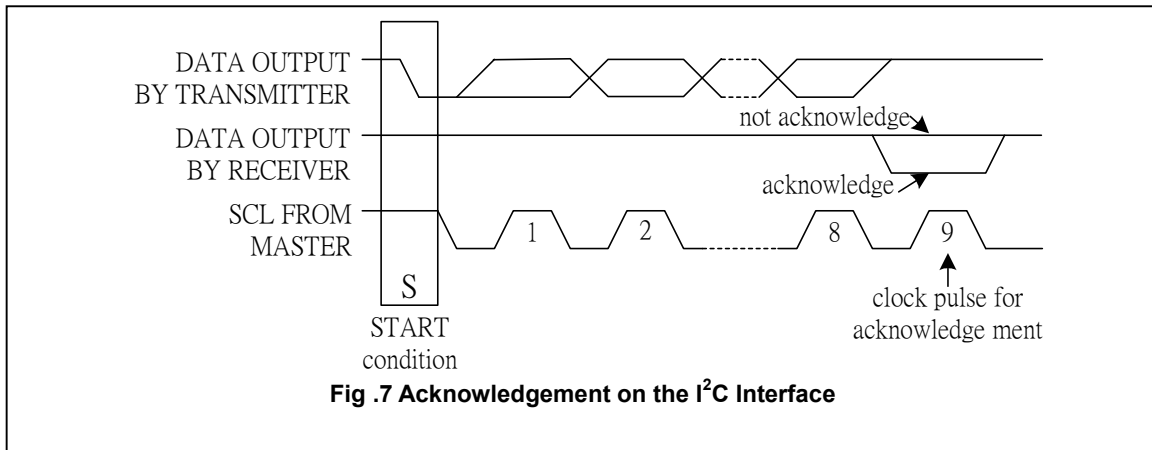 DATA OUTPUT
BY TRANSMITTER
not acknowledge
DATA OUTPUT
BY RECEIVER
acknowledge
SCL FROM
MASTER
1
2
8
9
S
START
condition
clock pulse for
acknowledge ment
Fig .7 Acknowledgement on the I²C Interface